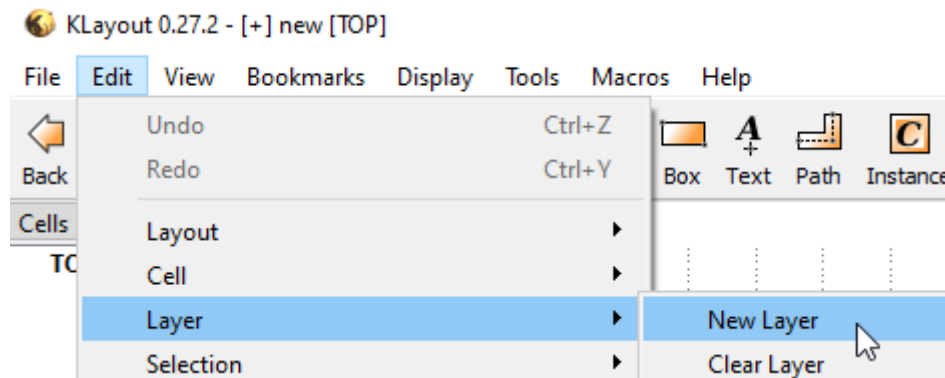 KLayout 0.27.2 - [+] new [TOP]
File Edit View Bookmarks Display Tools Macros Help
Undo Ctrl+Z
Redo Ctrl+Y
Back Box Text Path Instance
Cells
Layout
Cell
Layer New Layer
Selection Clear Layer